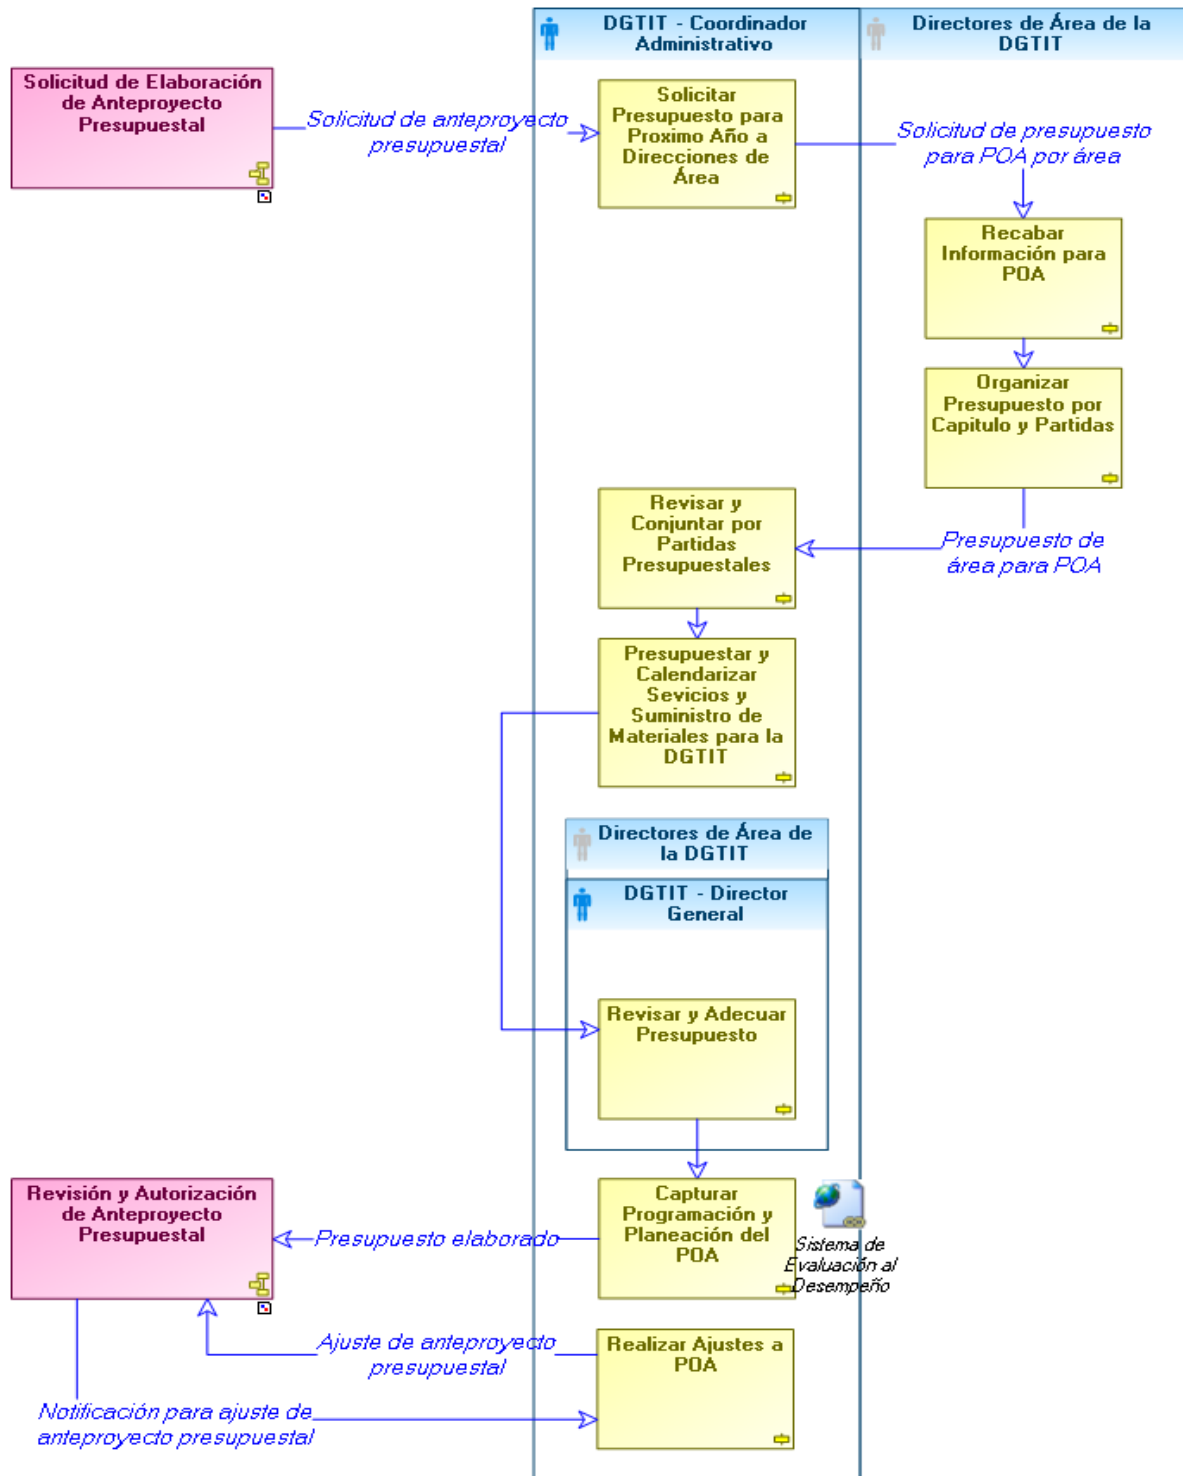 DGTIT - Coordinador
Administrativo
Directores de Área de la
DGTIT
Solicitud de Elaboración
de Anteproyecto
Presupuestal
Solicitud de anteproyecto
presupuestal
Solicitar
Presupuesto para
Proximo Año a
Direcciones de
Área
Solicitud de presupuesto
para POA por área
Recabar
Información para
POA
Organizar
Presupuesto por
Capitulo y Partidas
Presupuesto de
área para POA
Revisar y
Conjuntar por
Partidas
Presupuestales
Presupuestar y
Calendarizar
Sevicios y
Suministro de
Materiales para la
DGTIT
Directores de Área de
la DGTIT
DGTIT - Director
General
Revisar y Adecuar
Presupuesto
Capturar
Programación y
Planeación del
POA
Sistema de
Evaluación al
Desempeño
Presupuesto elaborado
Revisión y Autorización
de Anteproyecto
Presupuestal
Ajuste de anteproyecto
presupuestal
Realizar Ajustes a
POA
Notificación para ajuste de
anteproyecto presupuestal